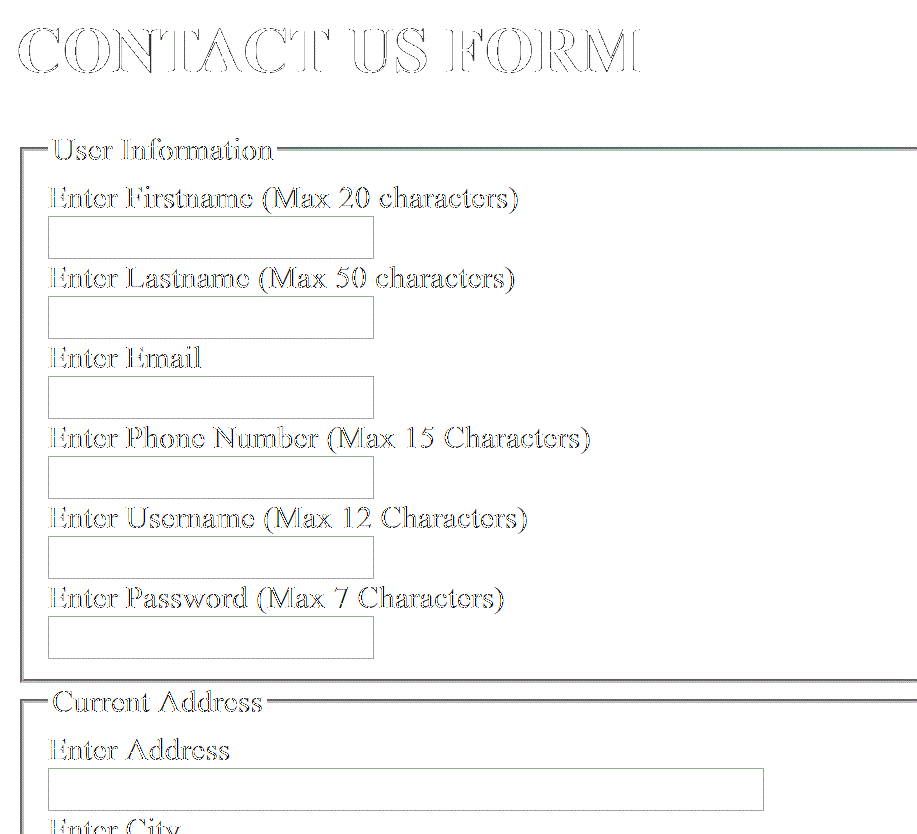 CONTACT US FORM
User Information
Enter Firstname (Max 20 characters)
Enter Lastname (Max 50 characters)
Enter Email
Enter Phone Number (Max 15 Characters)
Enter Username (Max 12 Characters)
Enter Password (Max 7 Characters)
Current Address
Enter Address
Enter City